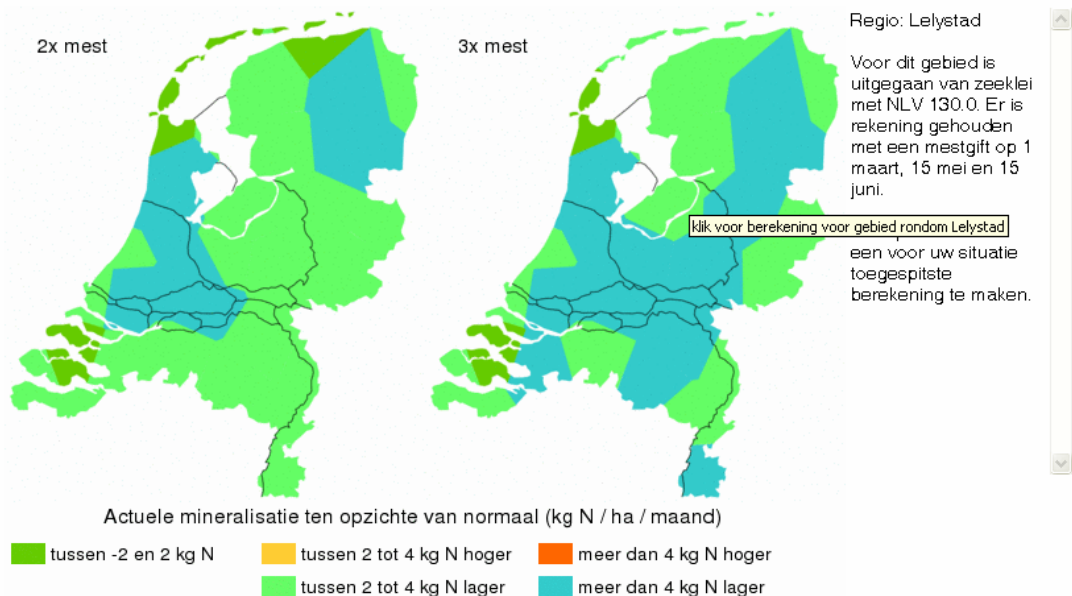 2x mest
3x mest
Regio: Lelystad
Voor dit gebied is
uitgegaan van zeeklei
met NLV 130.0. Er is
rekening gehouden
met een mestgift op 1
maart, 15 mei en 15
juni.
klik voor berekening voor gebied rondom Lelystad
een voor uw situatie
toegespitste
berekening te maken.
Actuele mineralisatie ten opzichte van normaal (kg N / ha / maand)
tussen -2 en 2 kg N
tussen 2 tot 4 kg N hoger
meer dan 4 kg N hoger
tussen 2 tot 4 kg N lager
meer dan 4 kg N lager